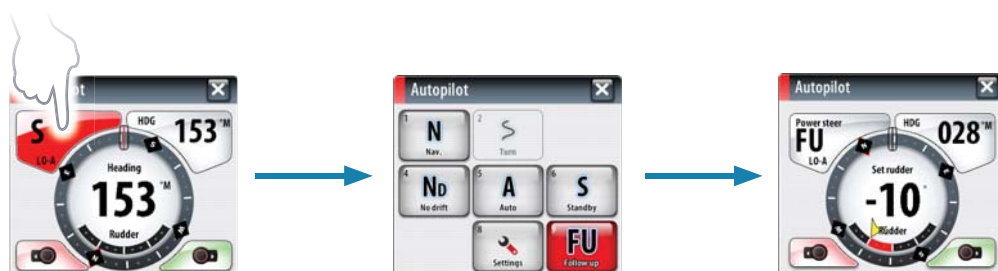 ot
S
LO-A
HDG
153 °M
Heading
153 °M
Rudder
Autopilot
1
N
Nav.
2
S
Turn
4
ND
No drift
5
A
Auto
6
S
Standby
8
Settings
FU
Follow up
Autopilot
Power steer
FU
LO-A
HDG
028 °M
Set rudder
-10 °
Rudder